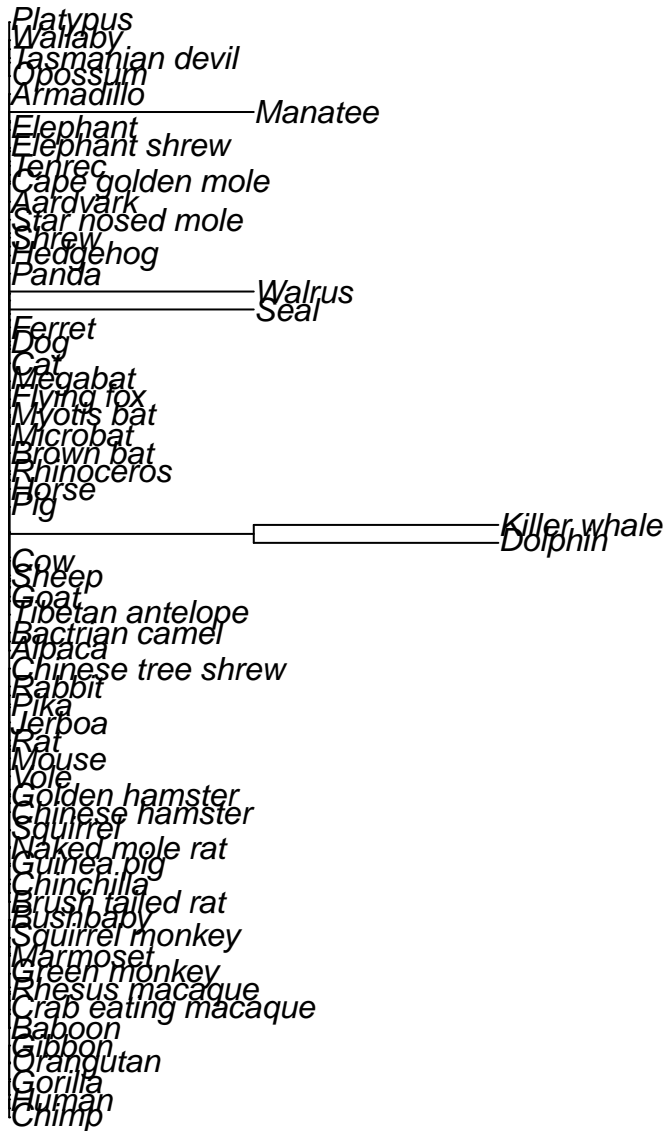 Platypus
Wallaby
Tasmanian devil
Opossum
Armadillo
Manatee
Elephant
Elephant shrew
Tenrec
Cape golden mole
Aardvark
Star nosed mole
Shrew
Hedgehog
Panda
Walrus
Seal
Ferret
Dog
Cat
Megabat
Flying fox
Myotis bat
Microbat
Brown bat
Rhinoceros
Horse
Pig
Killer whale
Dolphin
Cow
Sheep
Goat
Tibetan antelope
Bactrian camel
Alpaca
Chinese tree shrew
Rabbit
Pika
Jerboa
Rat
Mouse
Vole
Golden hamster
Chinese hamster
Squirrel
Naked mole rat
Guinea pig
Chinchilla
Brush tailed rat
Bushbaby
Squirrel monkey
Marmoset
Green monkey
Rhesus macaque
Crab eating macaque
Baboon
Gibbon
Orangutan
Gorilla
Human
Chimp